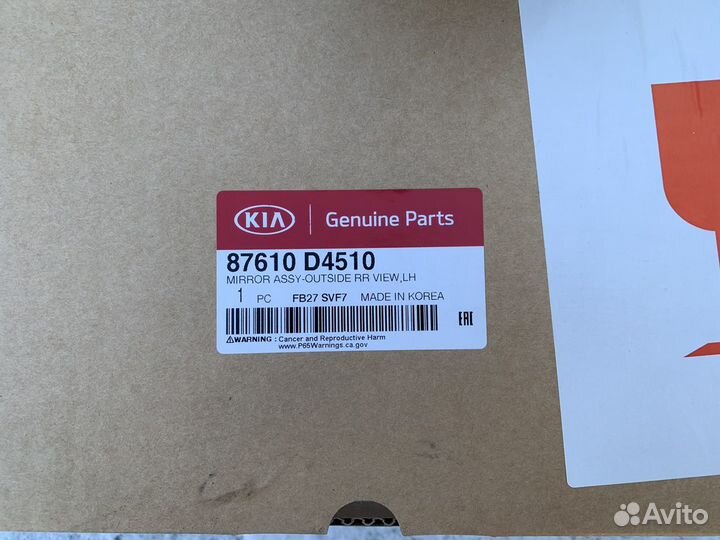 KIA Genuine Parts
87610 D4510
MIRROR ASSY-OUTSIDE RR VIEW,LH
1 PC FB27 SVF7 MADE IN KOREA
EAC
WARNING : Cancer and Reproductive Harm
www.P65Warnings.ca.gov
Avito